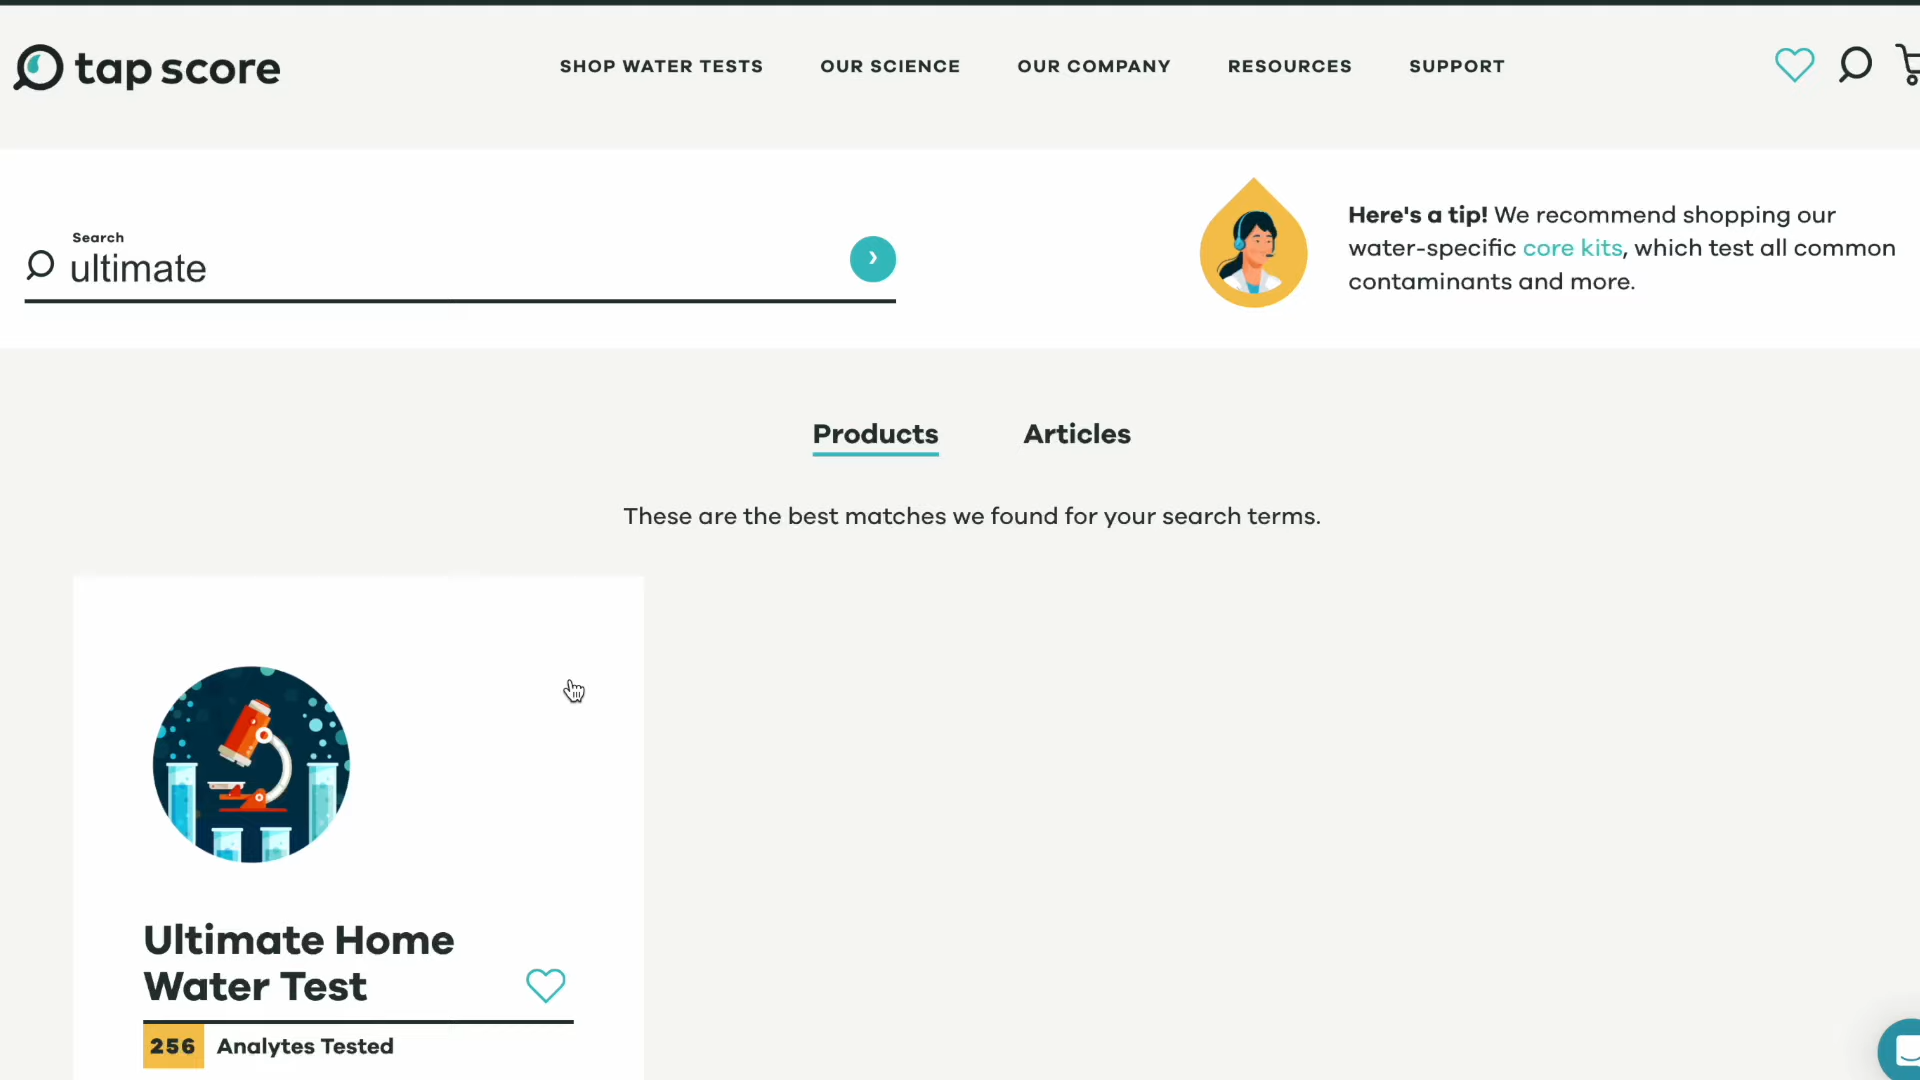 tap score
SHOP WATER TESTS OUR SCIENCE OUR COMPANY RESOURCES SUPPORT
Search
ultimate
Here's a tip! We recommend shopping our
water-specific core kits, which test all common
contaminants and more.
Products Articles
These are the best matches we found for your search terms.
Ultimate Home
Water Test
256 Analytes Tested